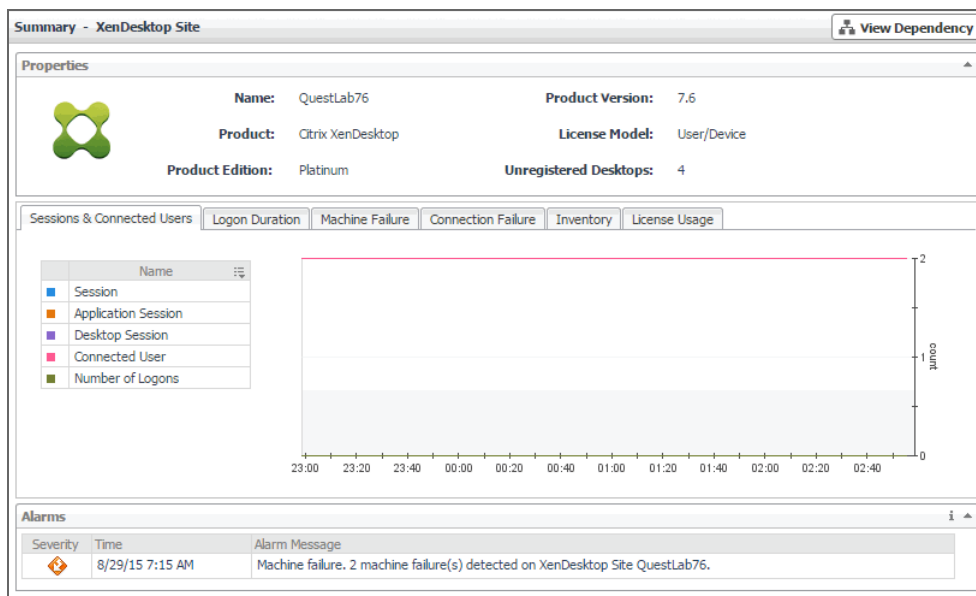 Summary - XenDesktop Site
View Dependency
Properties
Name: QuestLab76 Product Version: 7.6
Product: Citrix XenDesktop License Model: User/Device
Product Edition: Platinum Unregistered Desktops: 4
Sessions & Connected Users Logon Duration Machine Failure Connection Failure Inventory License Usage
Name
Session
Application Session
Desktop Session
Connected User
Number of Logons
2
1
0
count
23:00 23:20 23:40 00:00 00:20 00:40 01:00 01:20 01:40 02:00 02:20 02:40
Alarms i
Severity Time Alarm Message
8/29/15 7:15 AM Machine failure. 2 machine failure(s) detected on XenDesktop Site QuestLab76.